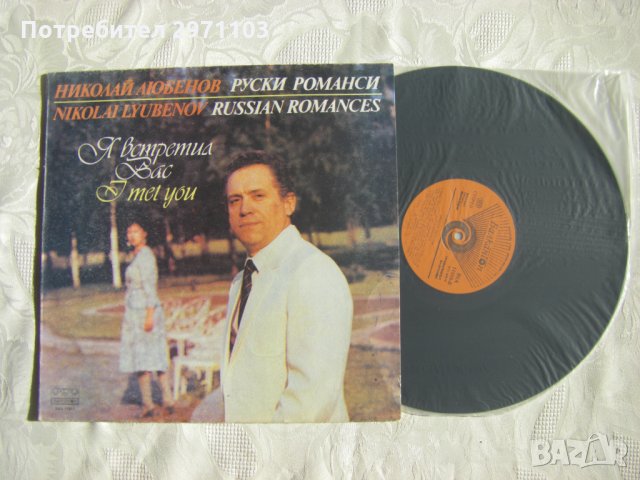 Потребител 2971103
НИКОЛАЙ ЛЮБЕНОВ РУСКИ РОМАНСИ
NIKOLAI LYUBENOV RUSSIAN ROMANCES
Я встретил
Вас
I met you
BAZAR